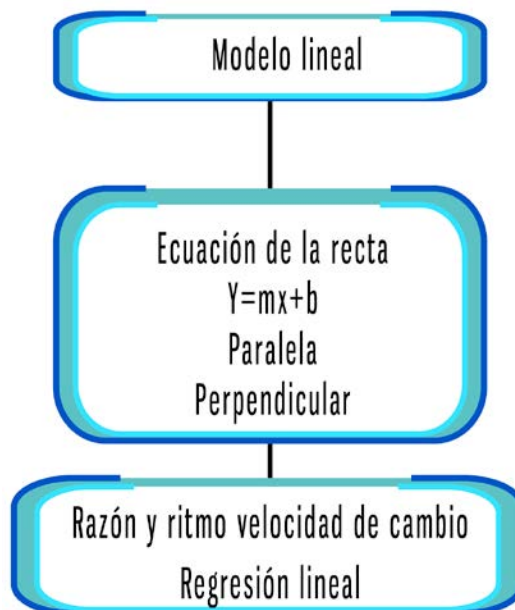 Modelo lineal
Ecuación de la recta
Y=mx+b
Paralela
Perpendicular
Razón y ritmo velocidad de cambio
Regresión lineal